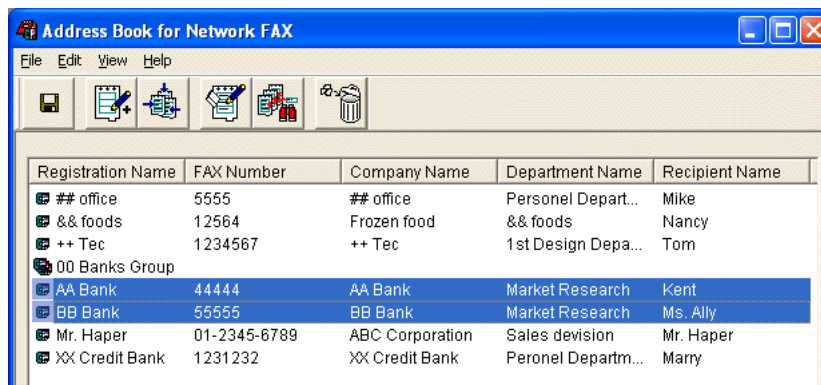 Address Book for Network FAX
File Edit View Help
Registration Name FAX Number Company Name Department Name Recipient Name
## office 5555 ## office Personel Depart... Mike
&& foods 12564 Frozen food && foods Nancy
++ Tec 1234567 ++ Tec 1st Design Depa... Tom
00 Banks Group
AA Bank 44444 AA Bank Market Research Kent
BB Bank 55555 BB Bank Market Research Ms. Ally
Mr. Haper 01-2345-6789 ABC Corporation Sales devision Mr. Haper
XX Credit Bank 1231232 XX Credit Bank Peronel Departm... Marry